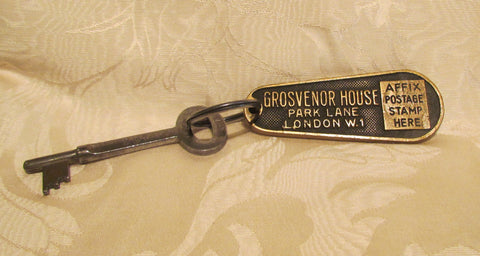 GROSVENOR HOUSE
PARK LANE
LONDON W.1
AFFIX
POSTAGE
STAMP
HERE